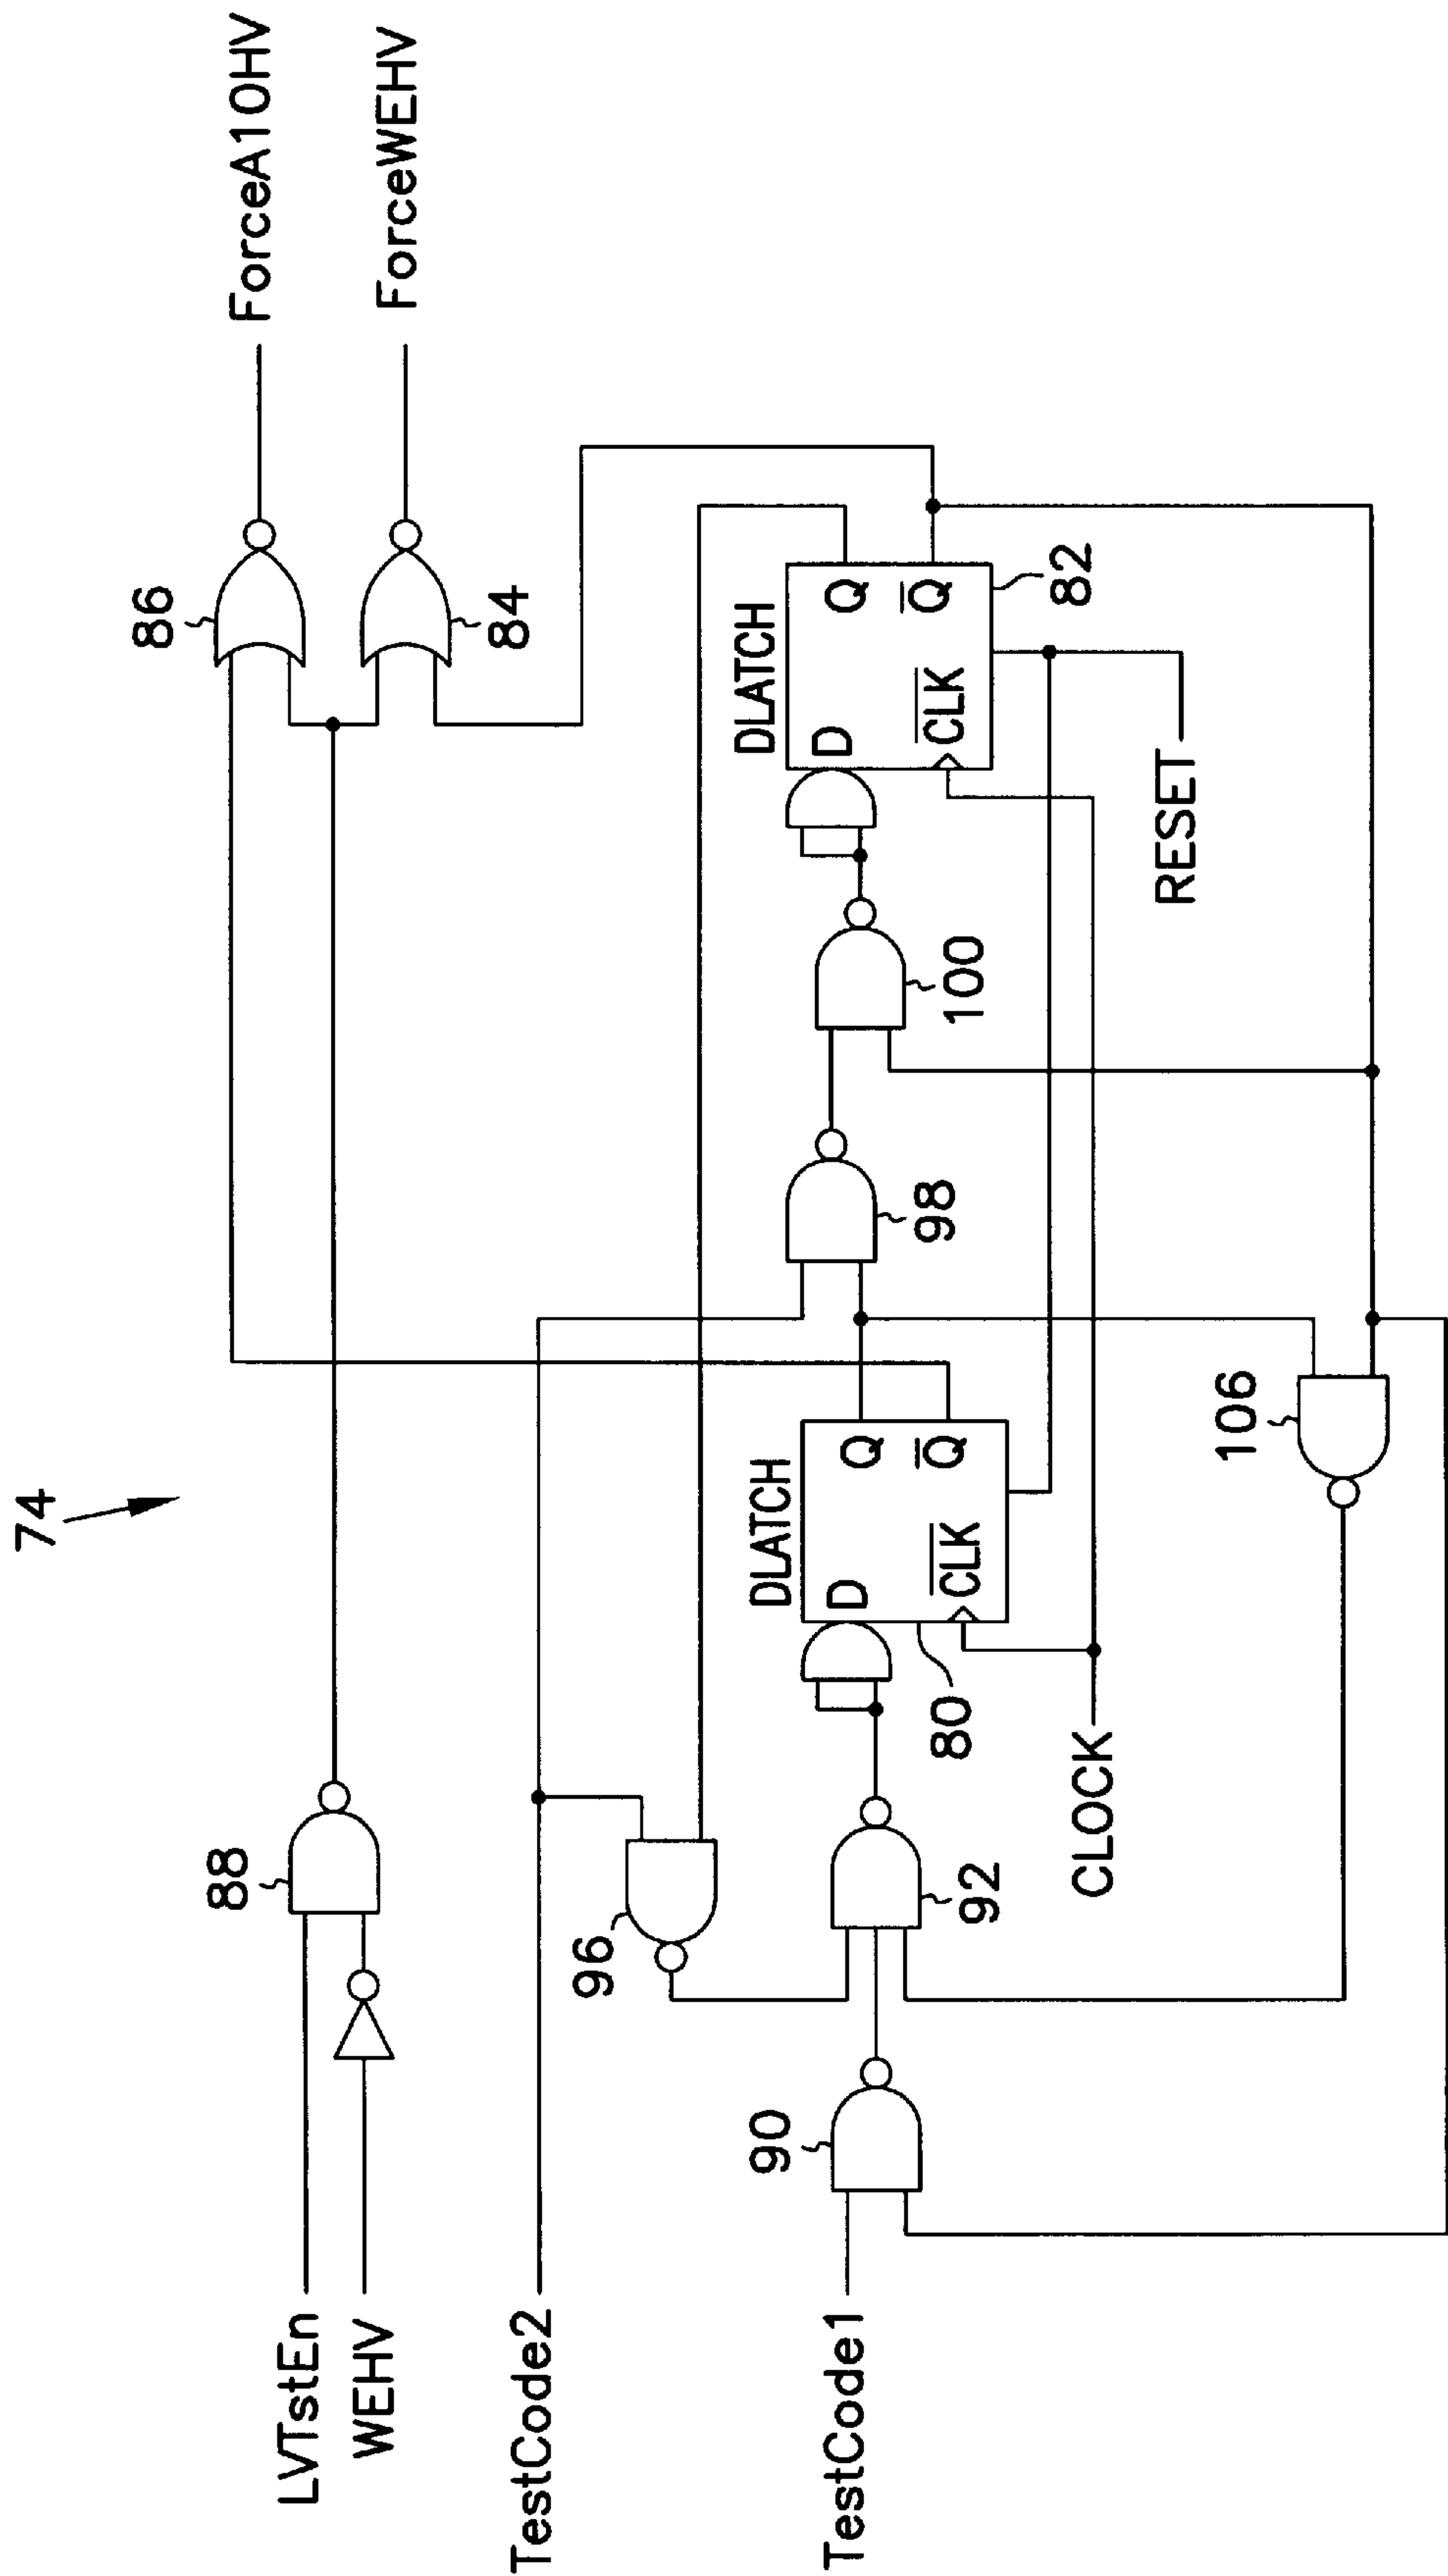 74
86
ForceA10HV
84
ForceWEHV
88
LVTstEn
WEHV
TestCode2
96
90
TestCode1
92
DLATCH
D
Q
Q
CLK
80
98
100
DLATCH
D
Q
Q
CLK
82
CLOCK
RESET
106